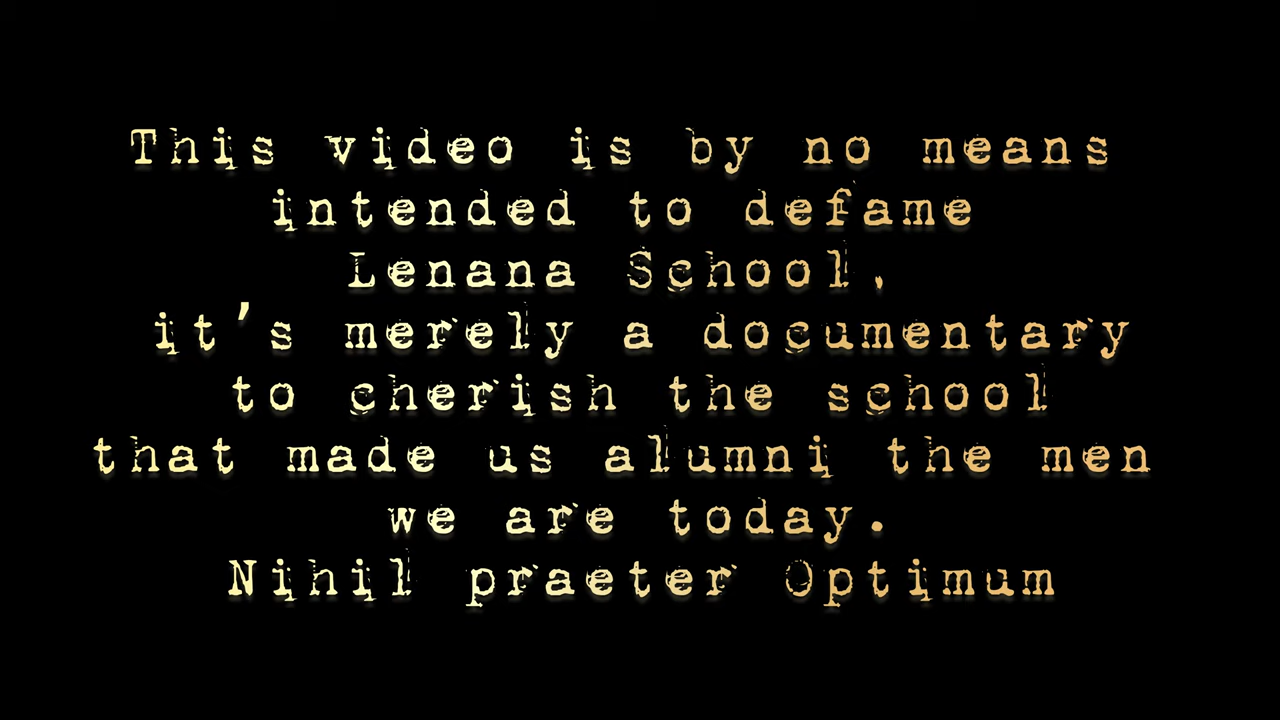 This video is by no means
intended to defame
Lenana School,
it's merely a documentary
to cherish the school
that made us alumni the men
we are today.
Nihil praeter Optimum